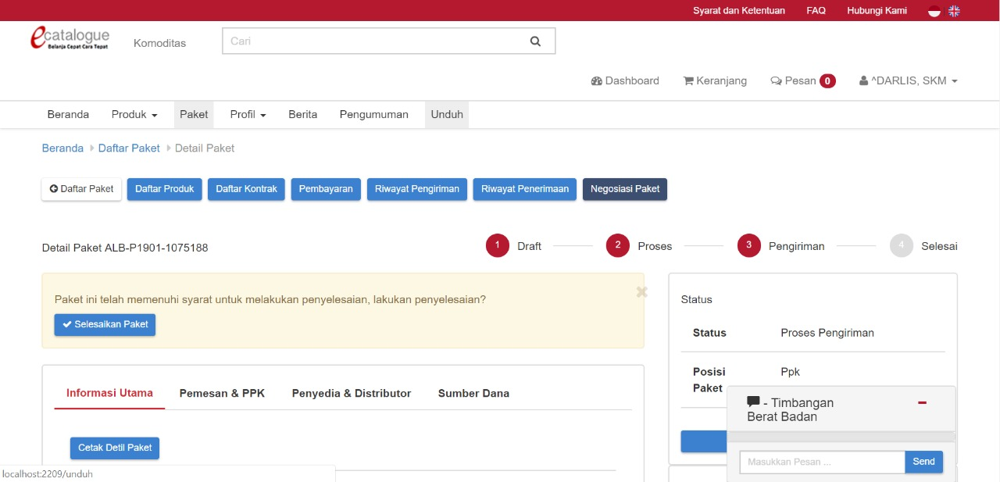 Syarat dan Ketentuan FAQ Hubungi Kami
ecatalogue
Belanja Cepat Cara Tepat
Komoditas
Cari
Dashboard Keranjang Pesan 0 ^DARLIS, SKM
Beranda Produk Paket Profil Berita Pengumuman Unduh
Beranda Daftar Paket Detail Paket
Daftar Paket Daftar Produk Daftar Kontrak Pembayaran Riwayat Pengiriman Riwayat Penerimaan Negosiasi Paket
Detail Paket ALB-P1901-1075188
1 Draft 2 Proses 3 Pengiriman 4 Selesai
Paket ini telah memenuhi syarat untuk melakukan penyelesaian, lakukan penyelesaian?
Selesaikan Paket
Status
Status Proses Pengiriman
Posisi Paket Ppk
Informasi Utama Pemesan & PPK Penyedia & Distributor Sumber Dana
Cetak Detil Paket
- Timbangan
Berat Badan
Masukkan Pesan ... Send
localhost:2209/unduh